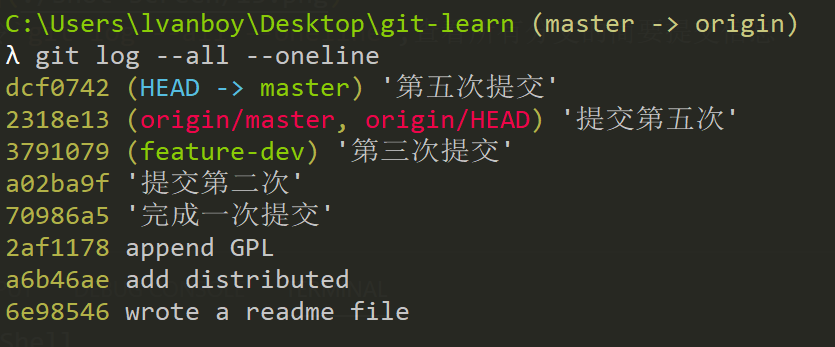 C:\Users\lvanboy\Desktop\git-learn (master -> origin)
λ git log --all --oneline
dcf0742 (HEAD -> master) '第五次提交'
2318e13 (origin/master, origin/HEAD) '提交第五次'
3791079 (feature-dev) '第三次提交'
a02ba9f '提交第二次'
70986a5 '完成一次提交'
2af1178 append GPL
a6b46ae add distributed
6e98546 wrote a readme file